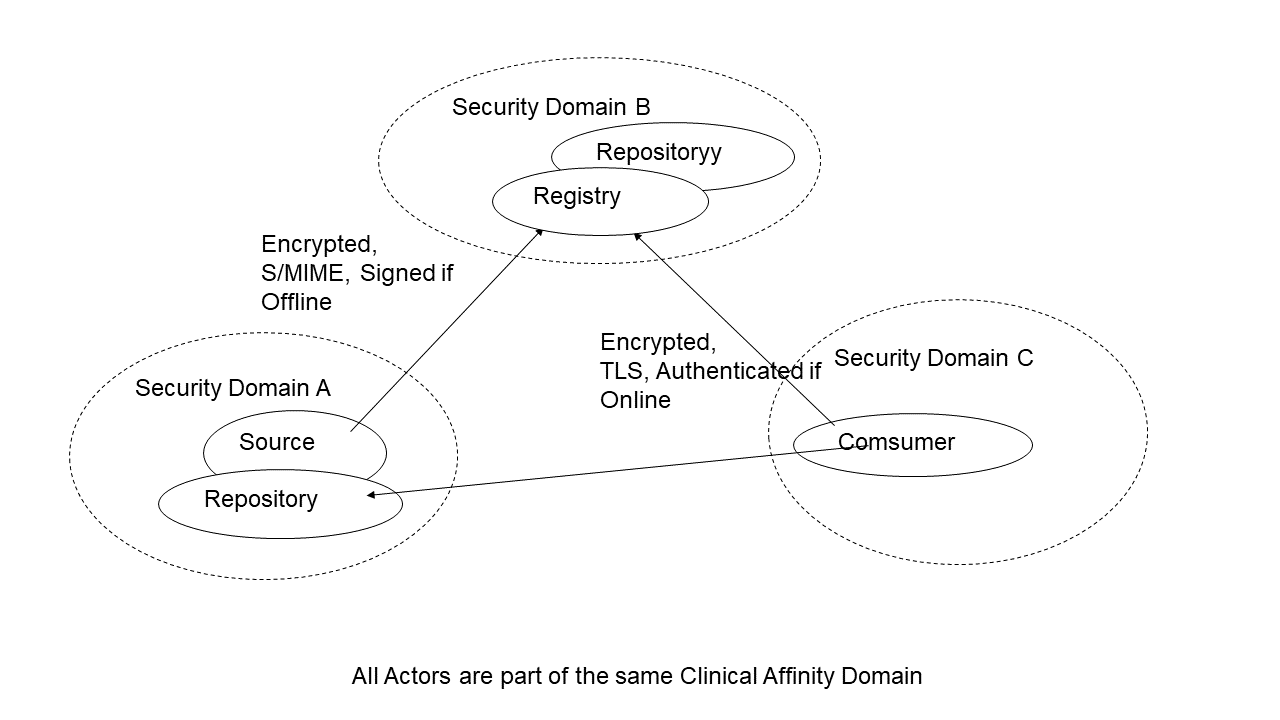 Security Domain B
Repositoryy
Registry
Encrypted,
S/MIME, Signed if
Offline
Encrypted,
TLS, Authenticated if
Online
Security Domain C
Security Domain A
Source
Comsumer
Repository
All Actors are part of the same Clinical Affinity Domain